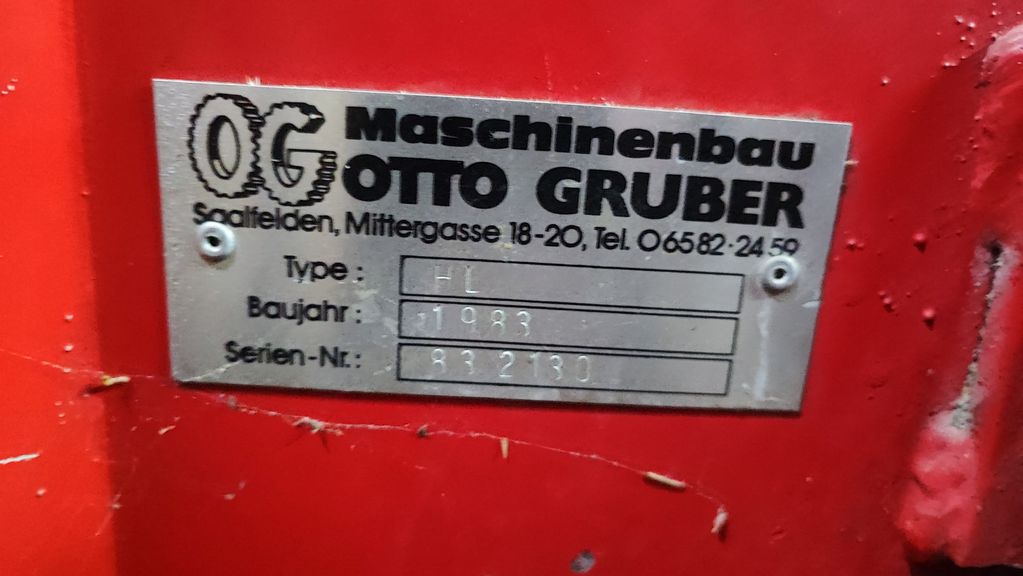 OG Maschinenbau
OTTO GRUBER
Saalfelden, Mittergasse 18-20, Tel. 06582·2459
Type: HL
Baujahr: 1983
Serien-Nr.: 832130